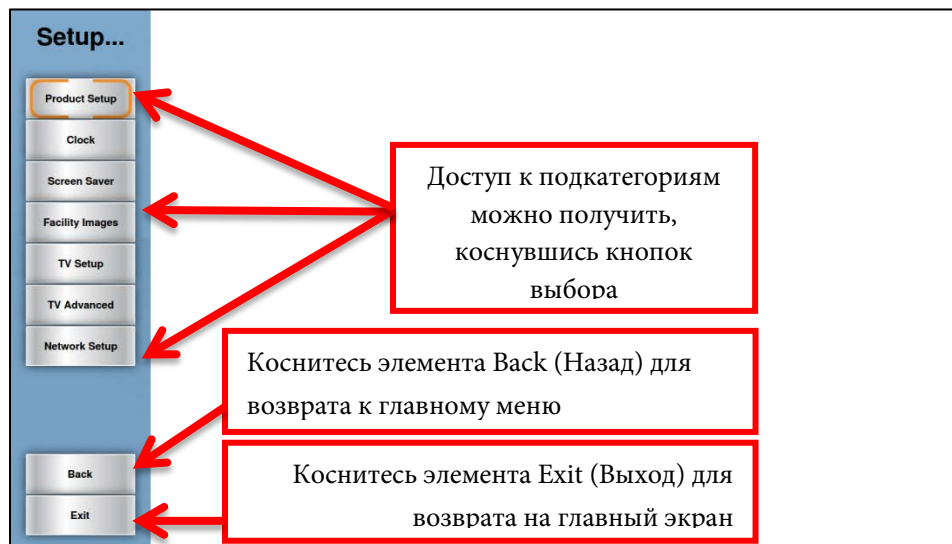 Setup...
Product Setup
Clock
Screen Saver
Facility Images
TV Setup
TV Advanced
Network Setup
Back
Exit
Доступ к подкатегориям
можно получить,
коснувшись кнопок
выбора
Коснитесь элемента Back (Назад) для
возврата к главному меню
Коснитесь элемента Exit (Выход) для
возврата на главный экран